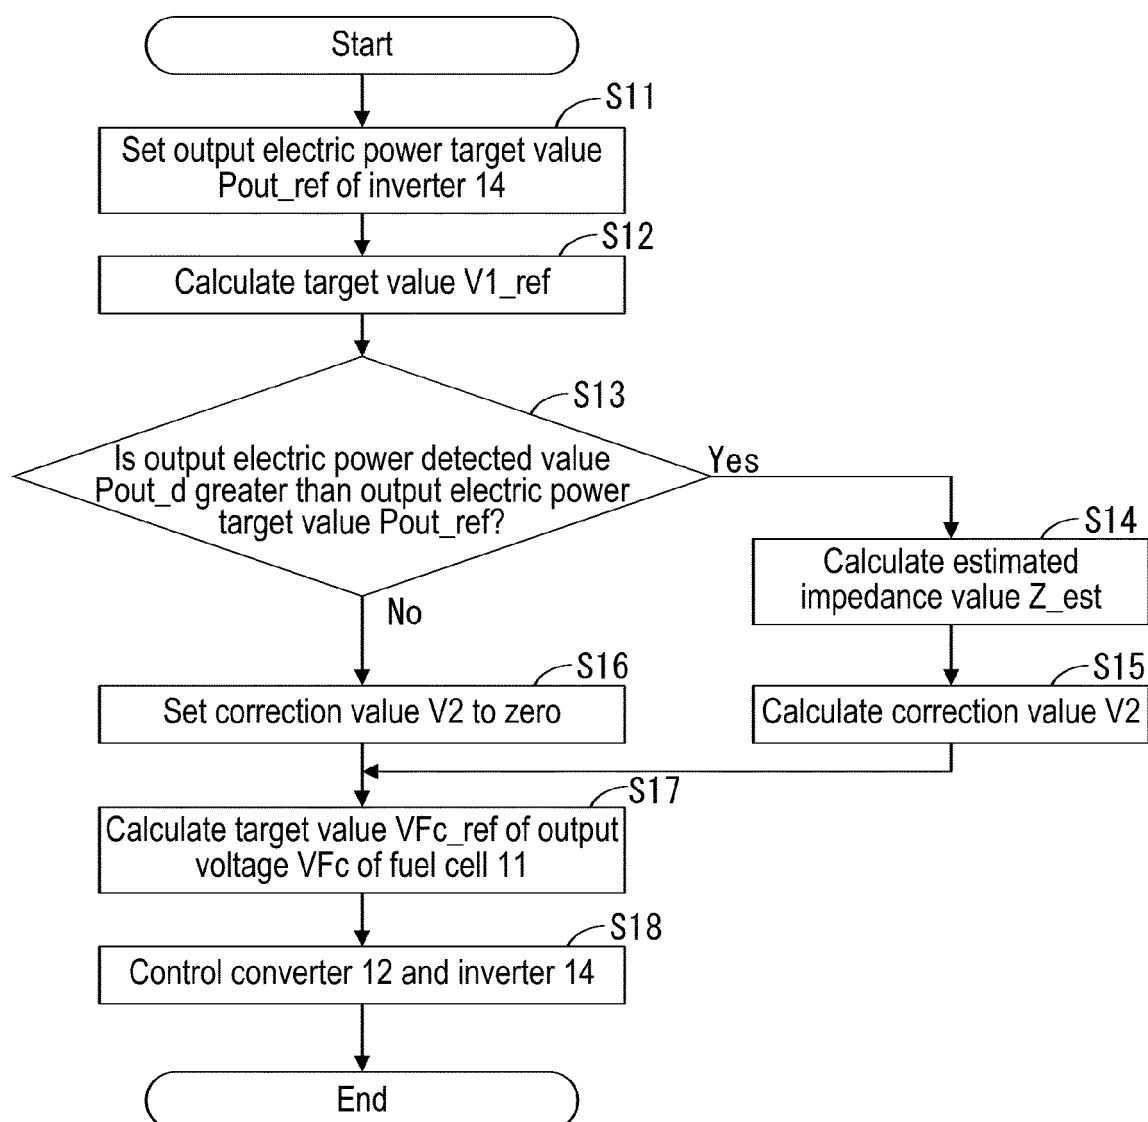 Start
S11
Set output electric power target value
Pout_ref of inverter 14
S12
Calculate target value V1_ref
S13
Is output electric power detected value
Pout_d greater than output electric power
target value Pout_ref?
Yes
No
S14
Calculate estimated
impedance value Z_est
S15
Calculate correction value V2
S16
Set correction value V2 to zero
S17
Calculate target value VFc_ref of output
voltage VFc of fuel cell 11
S18
Control converter 12 and inverter 14
End